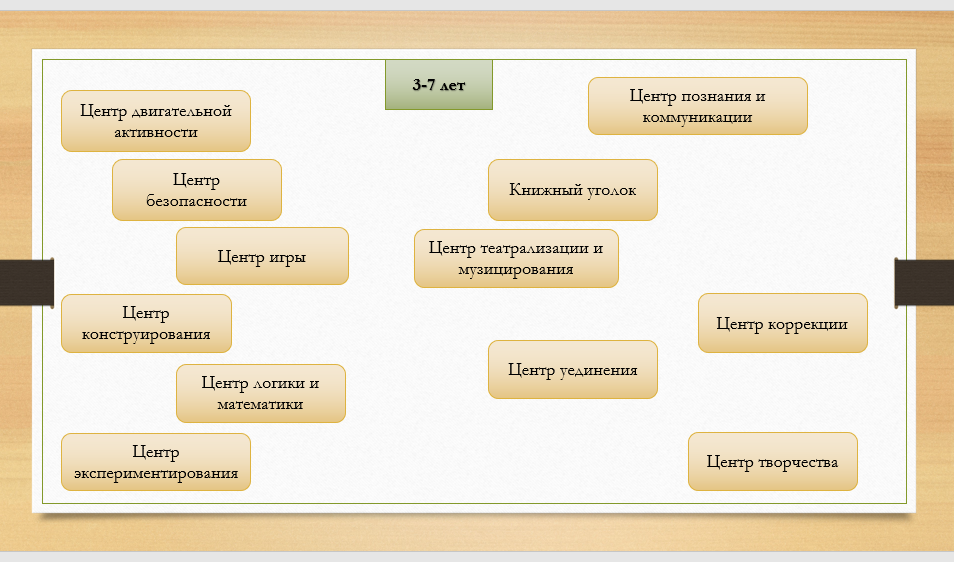 3-7 лет
Центр двигательной
активности
Центр познания и
коммуникации
Центр
безопасности
Книжный уголок
Центр игры
Центр театрализации и
музицирования
Центр
конструирования
Центр коррекции
Центр уединения
Центр логики и
математики
Центр
экспериментирования
Центр творчества